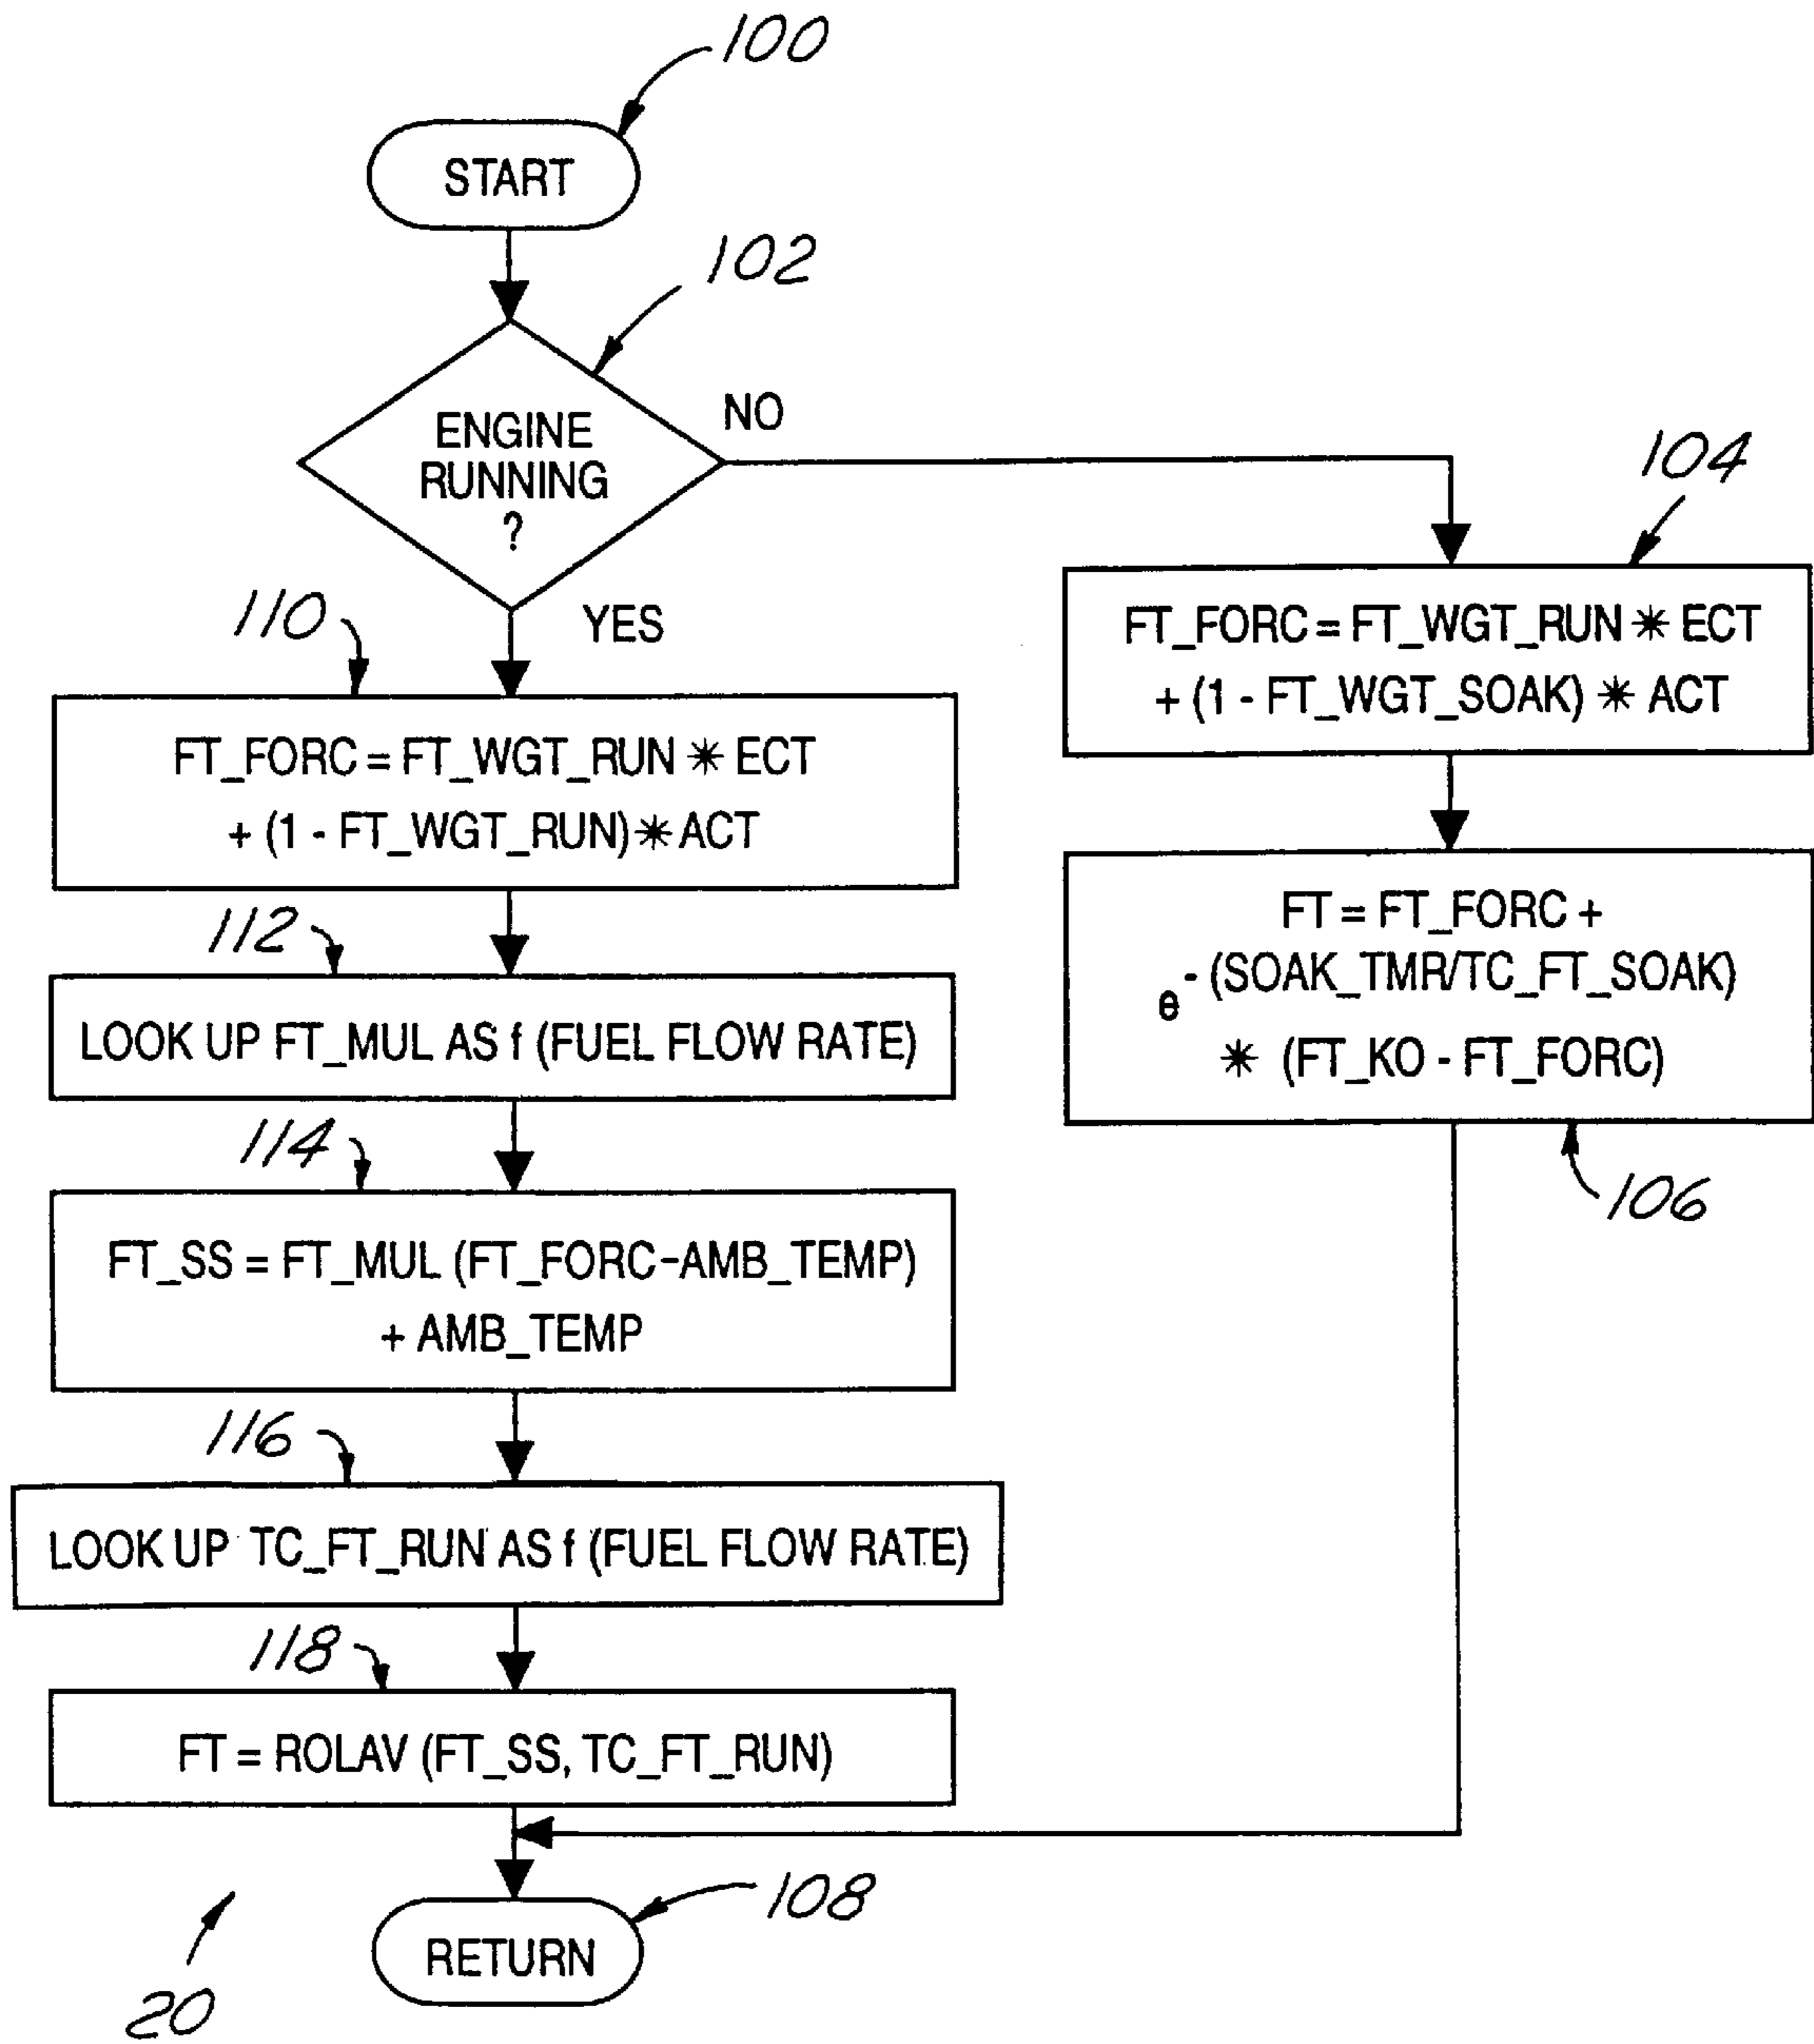 100
START
102
ENGINE
RUNNING
?
NO
YES
104
FT_FORC = FT_WGT_RUN * ECT
+ (1 - FT_WGT_SOAK) * ACT
FT = FT_FORC +
e - (SOAK_TMR/TC_FT_SOAK)
* (FT_KO - FT_FORC)
106
110
FT_FORC = FT_WGT_RUN * ECT
+ (1 - FT_WGT_RUN) * ACT
112
LOOK UP FT_MUL AS f (FUEL FLOW RATE)
114
FT_SS = FT_MUL (FT_FORC-AMB_TEMP)
+ AMB_TEMP
116
LOOK UP TC_FT_RUN AS f (FUEL FLOW RATE)
118
FT = ROLAV (FT_SS, TC_FT_RUN)
108
RETURN
20